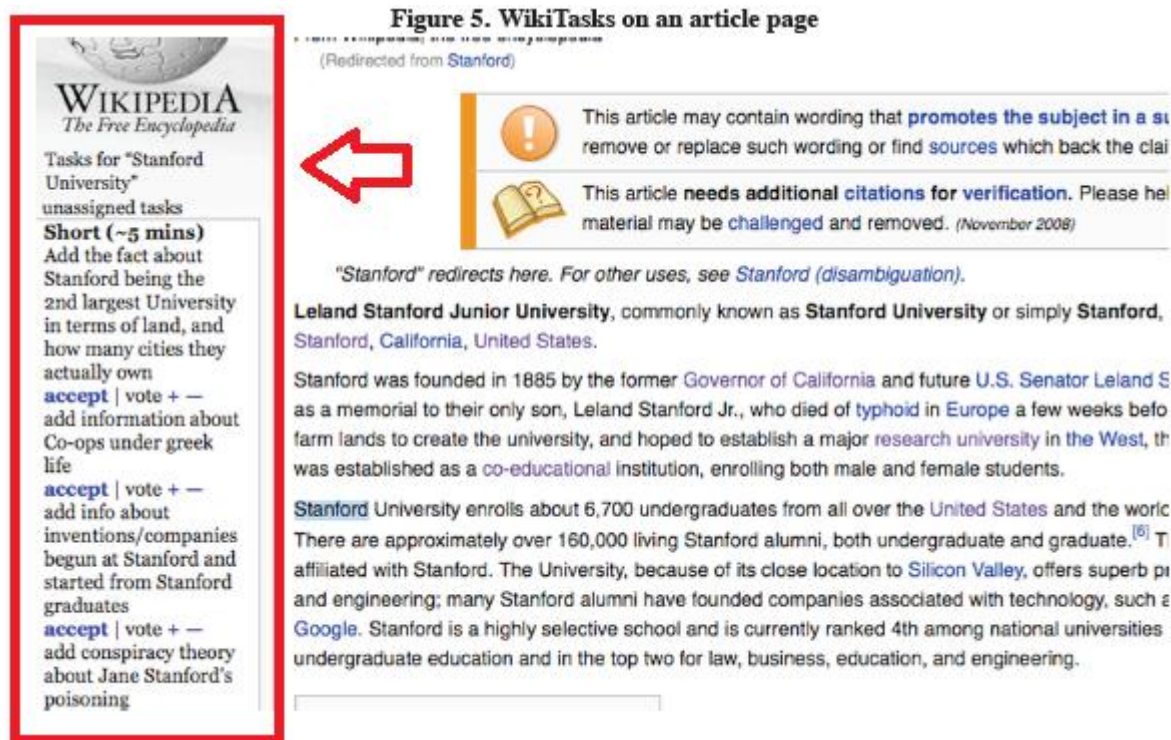 Figure 5. WikiTasks on an article page
From Wikipedia, the free encyclopedia
(Redirected from Stanford)
WIKIPEDIA
The Free Encyclopedia
Tasks for "Stanford
University"
unassigned tasks
Short (~5 mins)
Add the fact about
Stanford being the
2nd largest University
in terms of land, and
how many cities they
actually own
accept | vote + —
add information about
Co-ops under greek
life
accept | vote + —
add info about
inventions/companies
begun at Stanford and
started from Stanford
graduates
accept | vote + —
add conspiracy theory
about Jane Stanford's
poisoning
This article may contain wording that promotes the subject in a su
remove or replace such wording or find sources which back the clai
This article needs additional citations for verification. Please hel
material may be challenged and removed. (November 2008)
"Stanford" redirects here. For other uses, see Stanford (disambiguation).
Leland Stanford Junior University, commonly known as Stanford University or simply Stanford,
Stanford, California, United States.
Stanford was founded in 1885 by the former Governor of California and future U.S. Senator Leland S
as a memorial to their only son, Leland Stanford Jr., who died of typhoid in Europe a few weeks befo
farm lands to create the university, and hoped to establish a major research university in the West, th
was established as a co-educational institution, enrolling both male and female students.
Stanford University enrolls about 6,700 undergraduates from all over the United States and the worlc
There are approximately over 160,000 living Stanford alumni, both undergraduate and graduate.[6] T
affiliated with Stanford. The University, because of its close location to Silicon Valley, offers superb pr
and engineering; many Stanford alumni have founded companies associated with technology, such a
Google. Stanford is a highly selective school and is currently ranked 4th among national universities
undergraduate education and in the top two for law, business, education, and engineering.